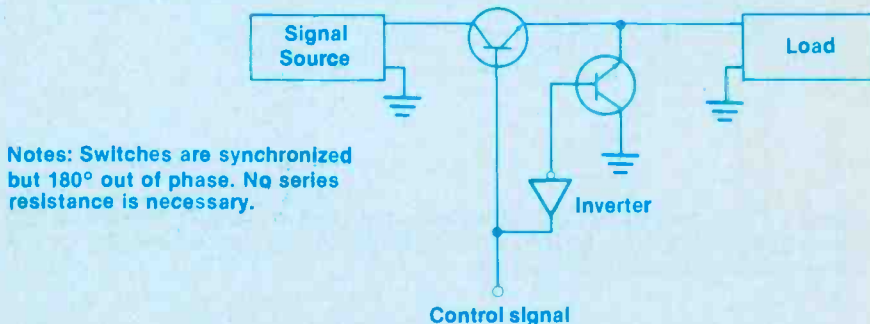 Signal
Source
Load
Notes: Switches are synchronized
but 180° out of phase. No series
resistance is necessary.
Inverter
Control signal